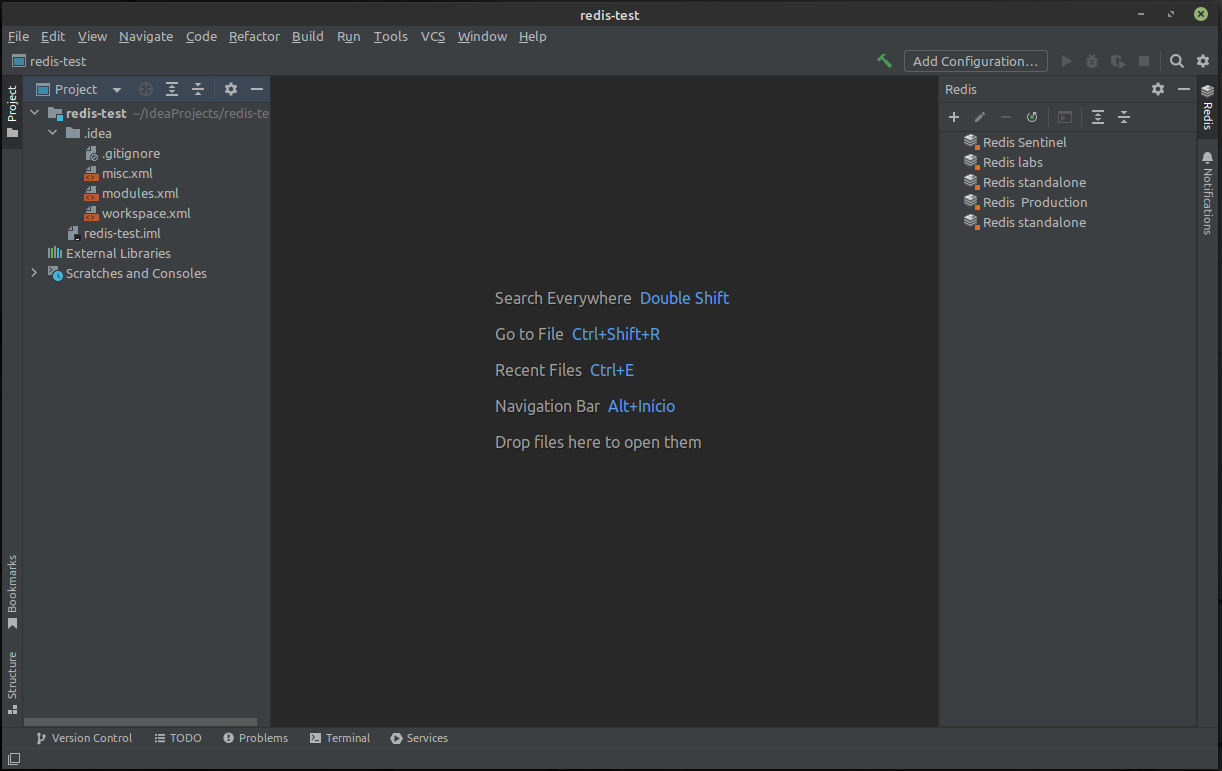 redis-test
File Edit View Navigate Code Refactor Build Run Tools VCS Window Help
redis-test
Add Configuration...
Project
Project
redis-test ~/IdeaProjects/redis-te
.idea
.gitignore
misc.xml
modules.xml
workspace.xml
redis-test.iml
External Libraries
Scratches and Consoles
Bookmarks
Structure
Search Everywhere Double Shift
Go to File Ctrl+Shift+R
Recent Files Ctrl+E
Navigation Bar Alt+Início
Drop files here to open them
Redis
Redis Sentinel
Redis labs
Redis standalone
Redis Production
Redis standalone
Redis
Notifications
Version Control TODO Problems Terminal Services